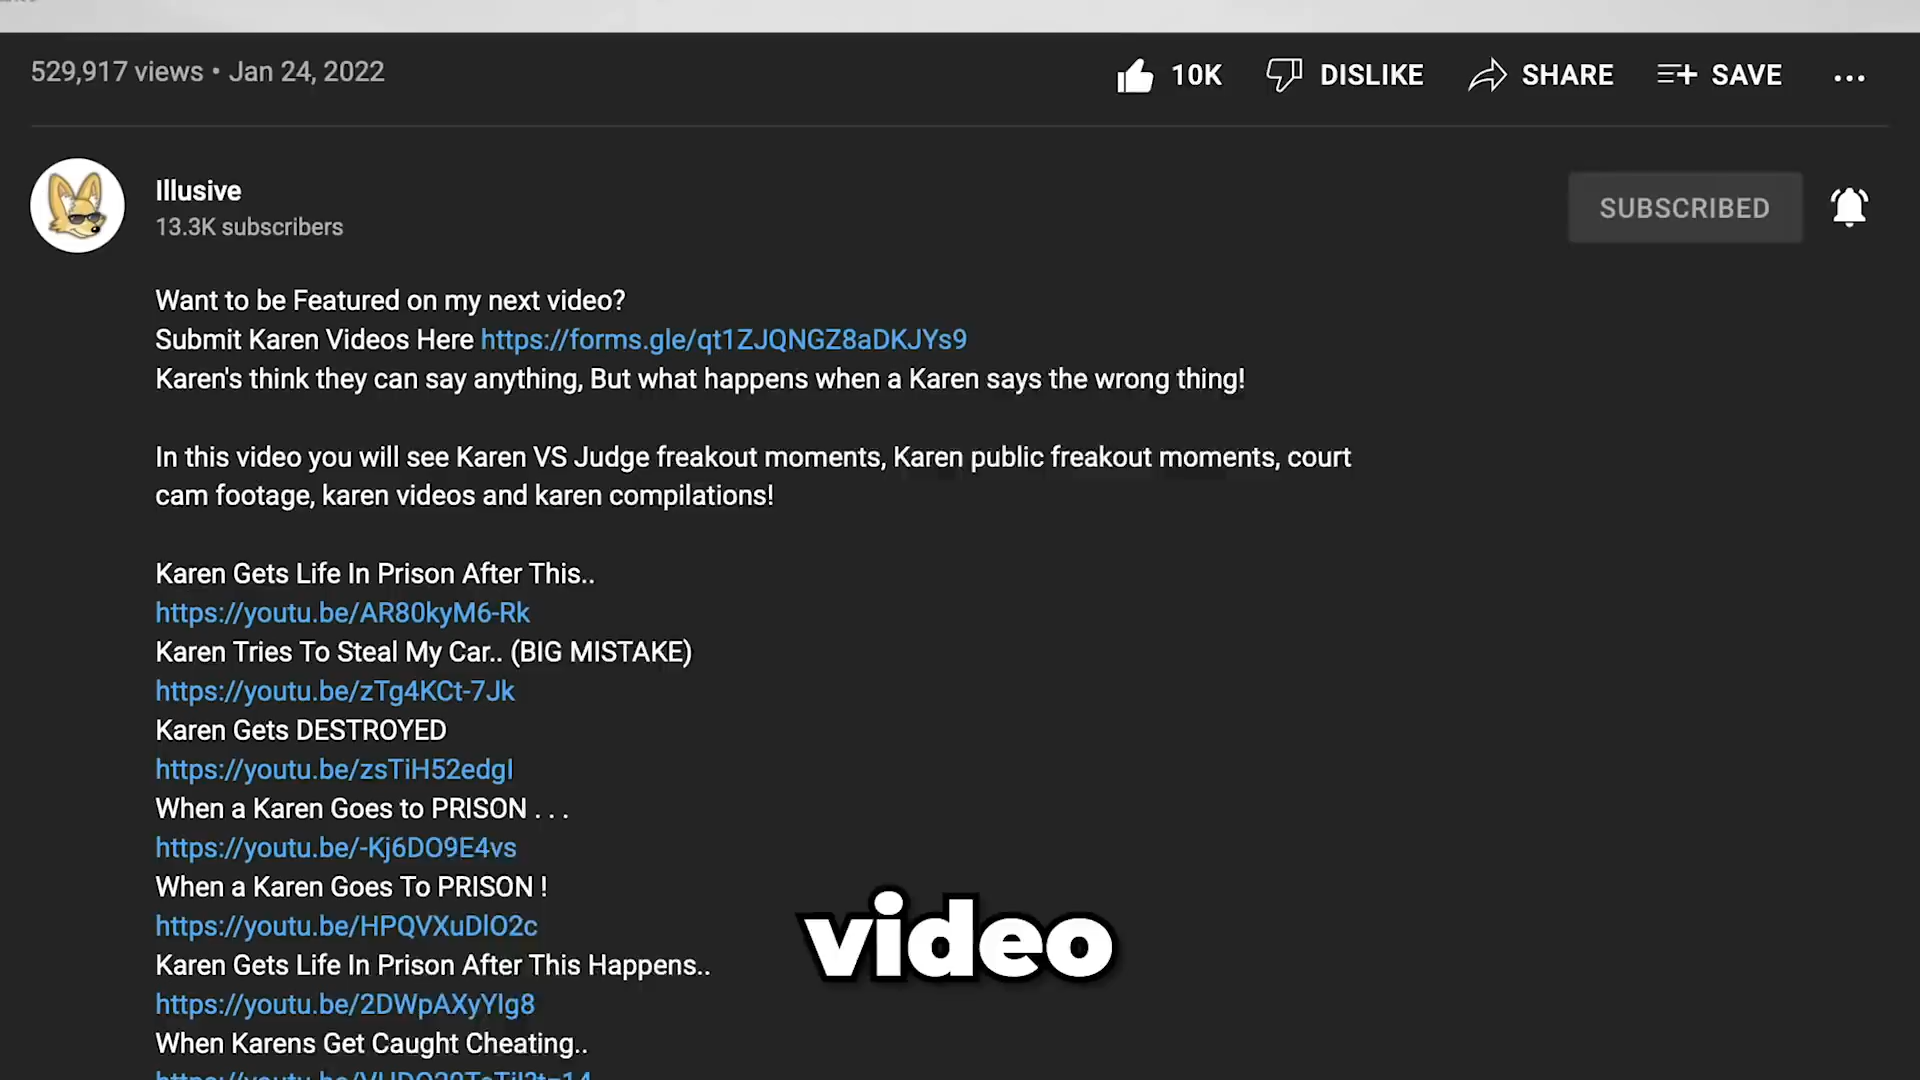 529,917 views • Jan 24, 2022
10K DISLIKE SHARE SAVE
Illusive
13.3K subscribers
SUBSCRIBED
Want to be Featured on my next video?
Submit Karen Videos Here https://forms.gle/qt1ZJQNGZ8aDKJYs9
Karen's think they can say anything, But what happens when a Karen says the wrong thing!
In this video you will see Karen VS Judge freakout moments, Karen public freakout moments, court
cam footage, karen videos and karen compilations!
Karen Gets Life In Prison After This..
https://youtu.be/AR80kyM6-Rk
Karen Tries To Steal My Car.. (BIG MISTAKE)
https://youtu.be/zTg4KCt-7Jk
Karen Gets DESTROYED
https://youtu.be/zsTiH52edgI
When a Karen Goes to PRISON . . .
https://youtu.be/-Kj6DO9E4vs
When a Karen Goes To PRISON !
https://youtu.be/HPQVXuDlO2c
Karen Gets Life In Prison After This Happens..
https://youtu.be/2DWpAXyYIg8
When Karens Get Caught Cheating..
video